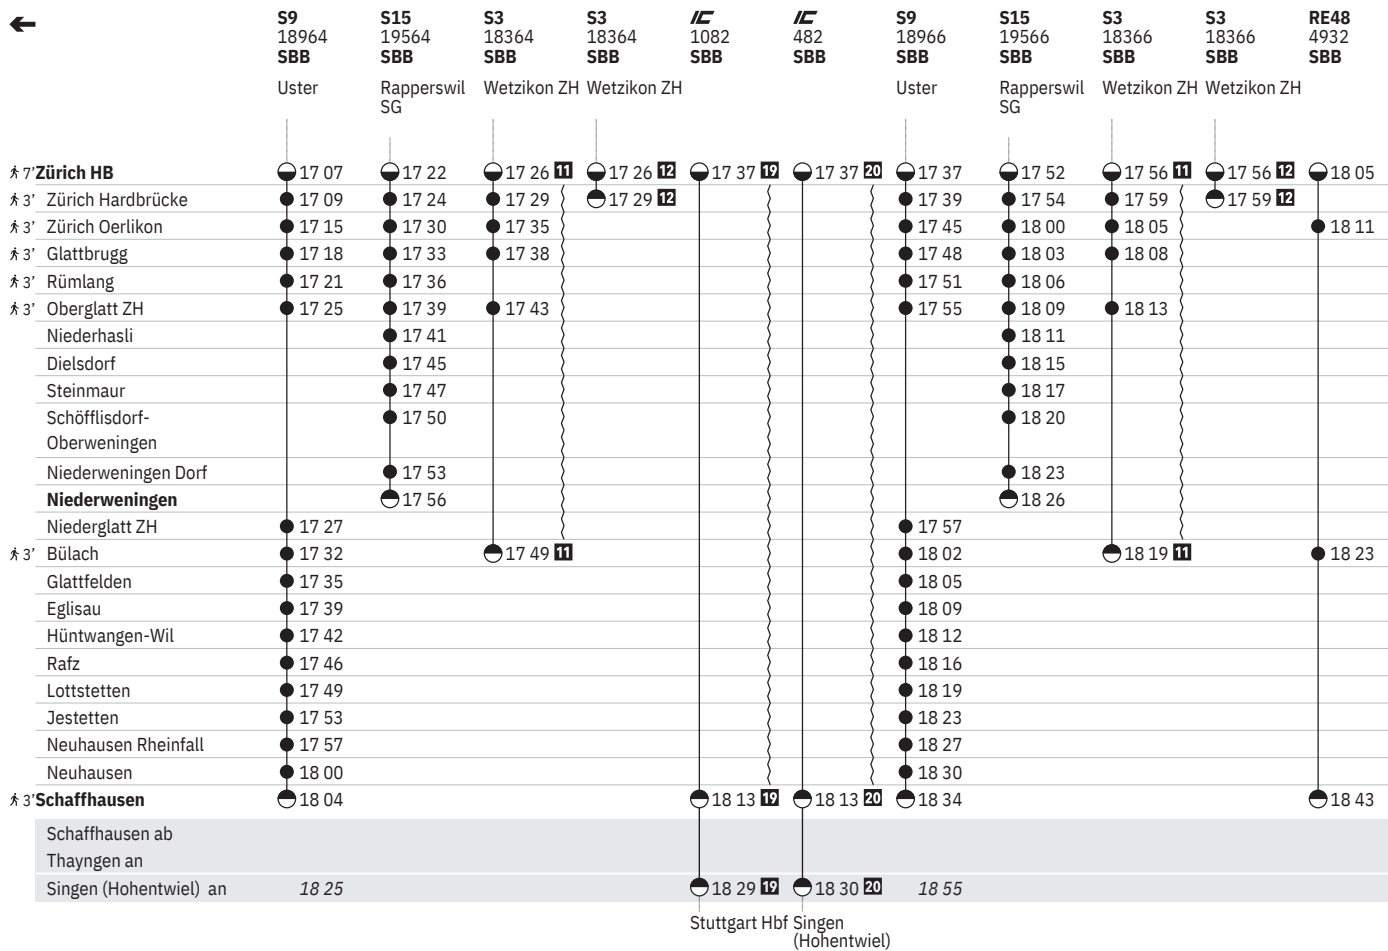 S9 S15 S3 S3 IC IC S9 S15 S3 S3 RE48
18964 19564 18364 18364 1082 482 18966 19566 18366 18366 4932
SBB SBB SBB SBB SBB SBB SBB SBB SBB SBB SBB
Uster Rapperswil SG Wetzikon ZH Wetzikon ZH Uster Rapperswil SG Wetzikon ZH Wetzikon ZH
7' Zürich HB 17 07 17 22 17 26 11 17 26 12 17 37 19 17 37 20 17 37 17 52 17 56 11 17 56 12 18 05
3' Zürich Hardbrücke 17 09 17 24 17 29 17 29 12 17 39 17 54 17 59 17 59 12
3' Zürich Oerlikon 17 15 17 30 17 35 17 45 18 00 18 05 18 11
3' Glattbrugg 17 18 17 33 17 38 17 48 18 03 18 08
3' Rümlang 17 21 17 36 17 51 18 06
3' Oberglatt ZH 17 25 17 39 17 43 17 55 18 09 18 13
Niederhasli 17 41 18 11
Dielsdorf 17 45 18 15
Steinmaur 17 47 18 17
Schöfflisdorf- 17 50 18 20
Oberweningen
Niederweningen Dorf 17 53 18 23
Niederweningen 17 56 18 26
Niederglatt ZH 17 27 17 57
3' Bülach 17 32 17 49 11 18 02 18 19 11 18 23
Glattfelden 17 35 18 05
Eglisau 17 39 18 09
Hüntwangen-Wil 17 42 18 12
Rafz 17 46 18 16
Lottstetten 17 49 18 19
Jestetten 17 53 18 23
Neuhausen Rheinfall 17 57 18 27
Neuhausen 18 00 18 30
3' Schaffhausen 18 04 18 13 19 18 13 20 18 34 18 43
Schaffhausen ab
Thayngen an
Singen (Hohentwiel) an 18 25 18 29 19 18 30 20 18 55
Stuttgart Hbf Singen
(Hohentwiel)